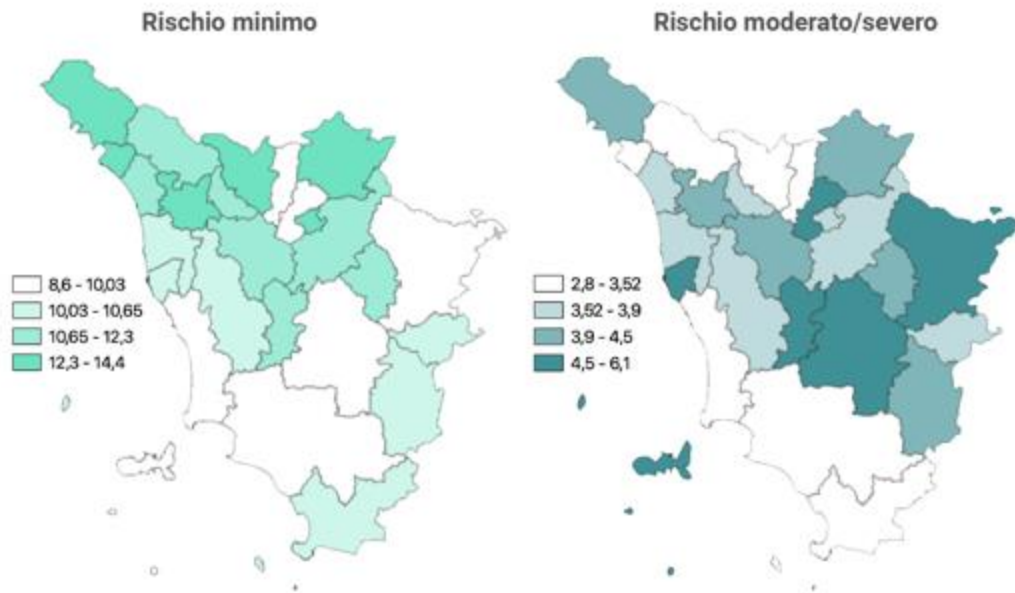 Rischio minimo
8,6 - 10,03
10,03 - 10,65
10,65 - 12,3
12,3 - 14,4
Rischio moderato/severo
2,8 - 3,52
3,52 - 3,9
3,9 - 4,5
4,5 - 6,1